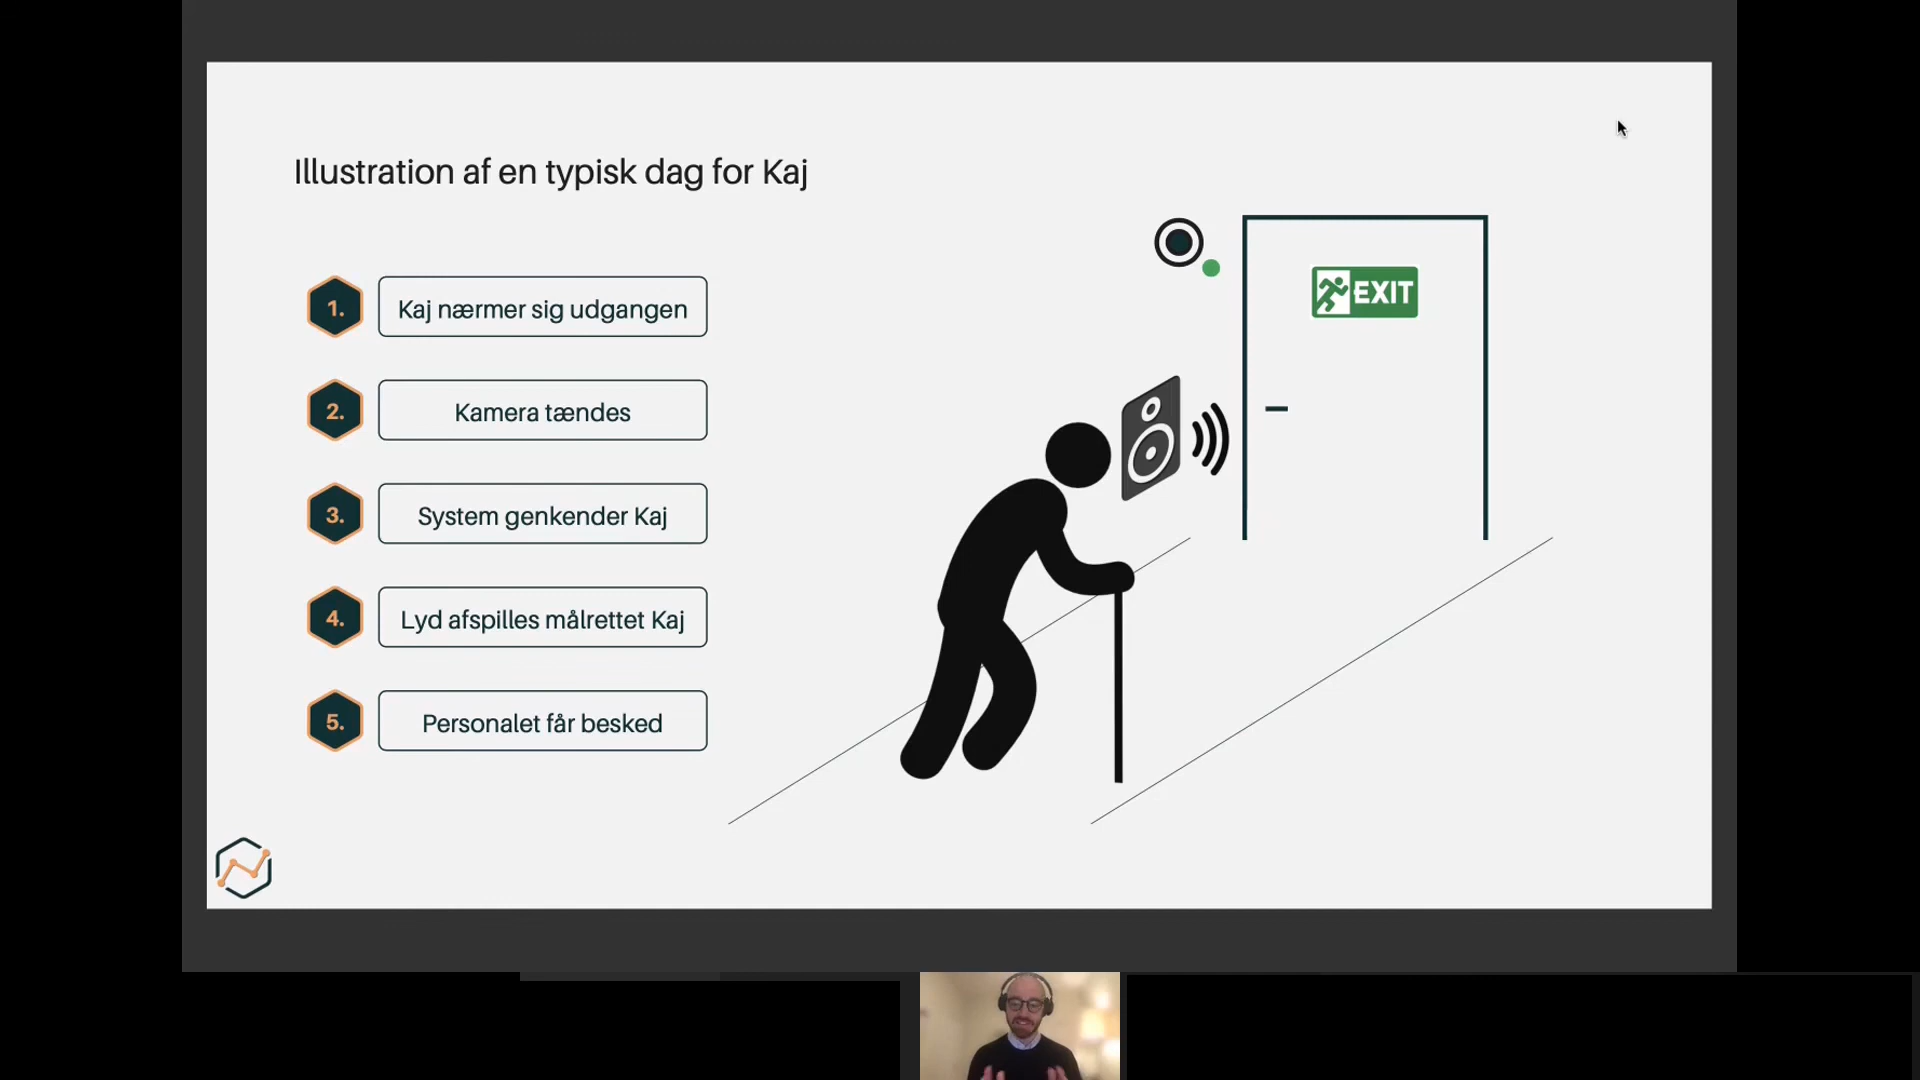 Illustration af en typisk dag for Kaj
1.
Kaj nærmer sig udgangen
2.
Kamera tændes
3.
System genkender Kaj
4.
Lyd afspilles målrettet Kaj
5.
Personalet får besked
EXIT